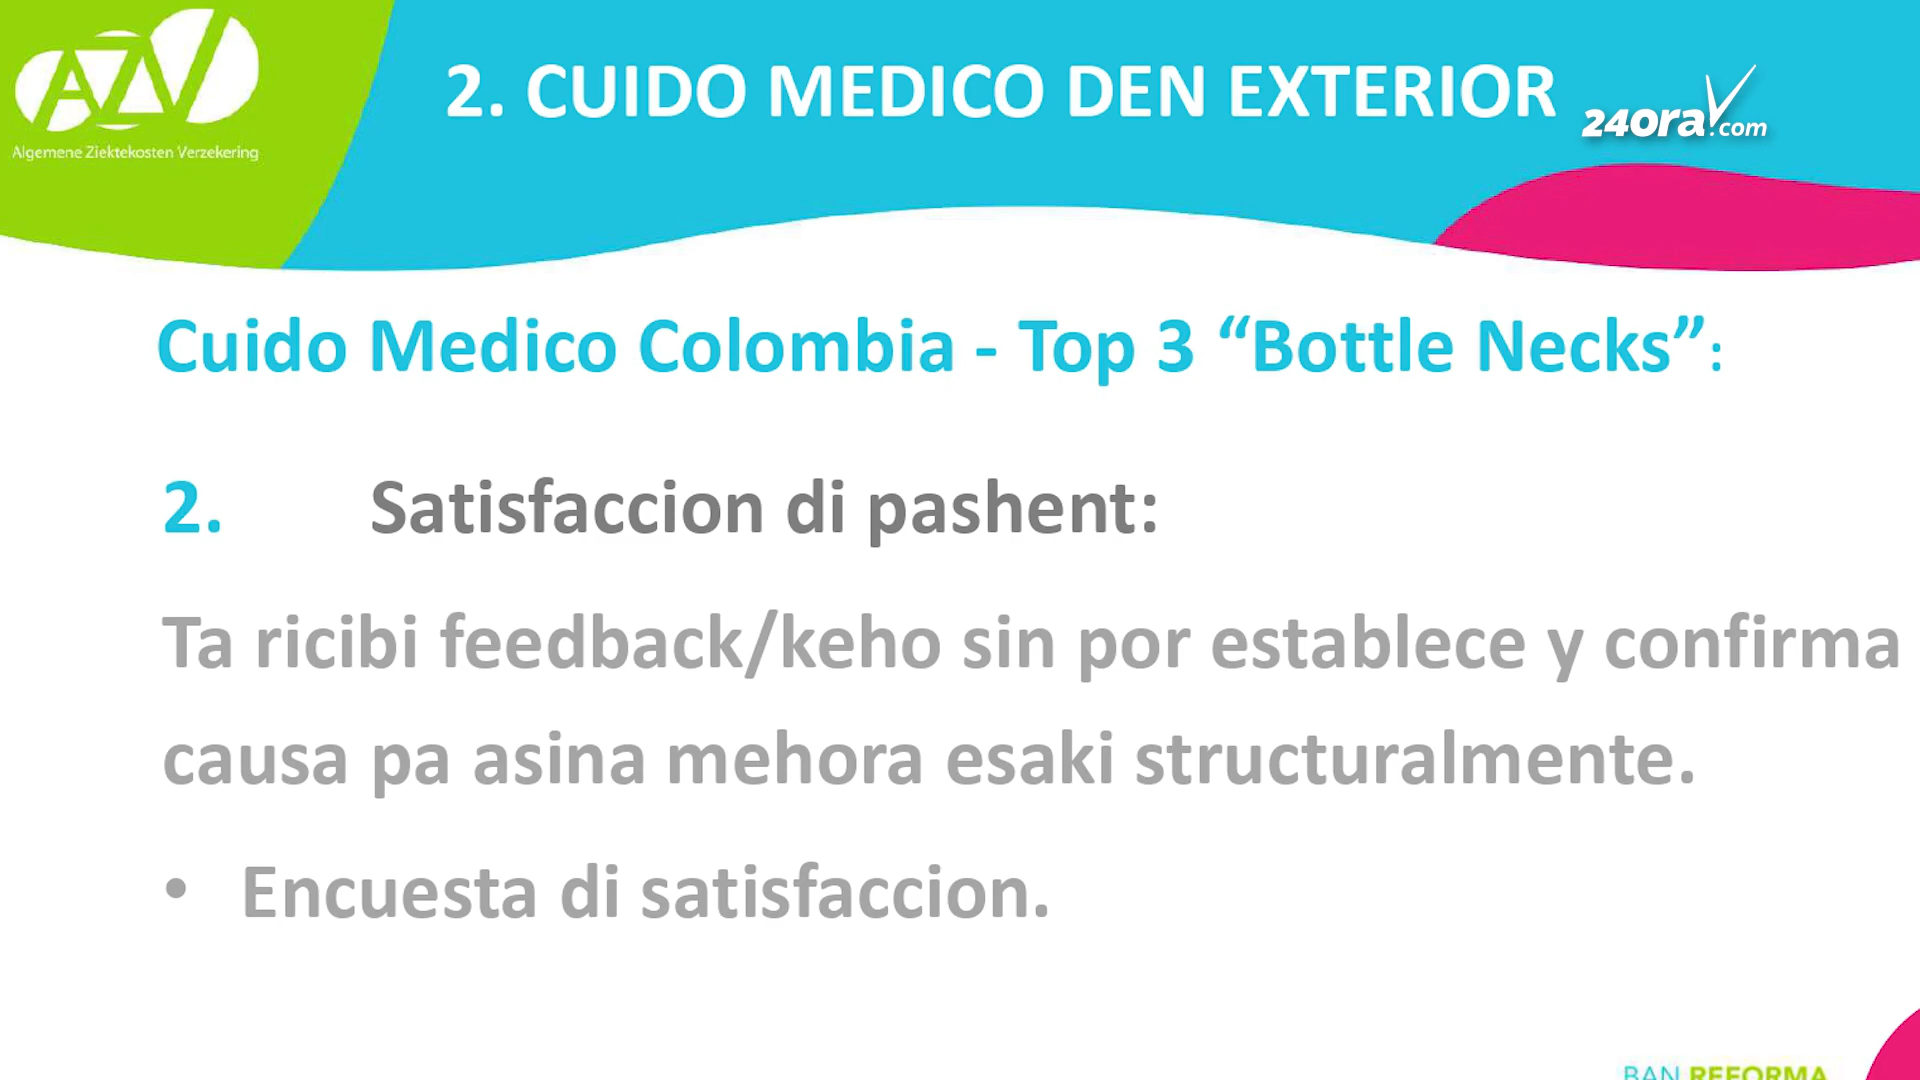 AZV
Algemene Ziektekosten Verzekering
2. CUIDO MEDICO DEN EXTERIOR
24ora.com
Cuido Medico Colombia - Top 3 “Bottle Necks”:
2. Satisfaccion di pashent:
Ta ricibi feedback/keho sin por establece y confirma
causa pa asina mehora esaki structuralmente.
• Encuesta di satisfaccion.
BAN REFORMA